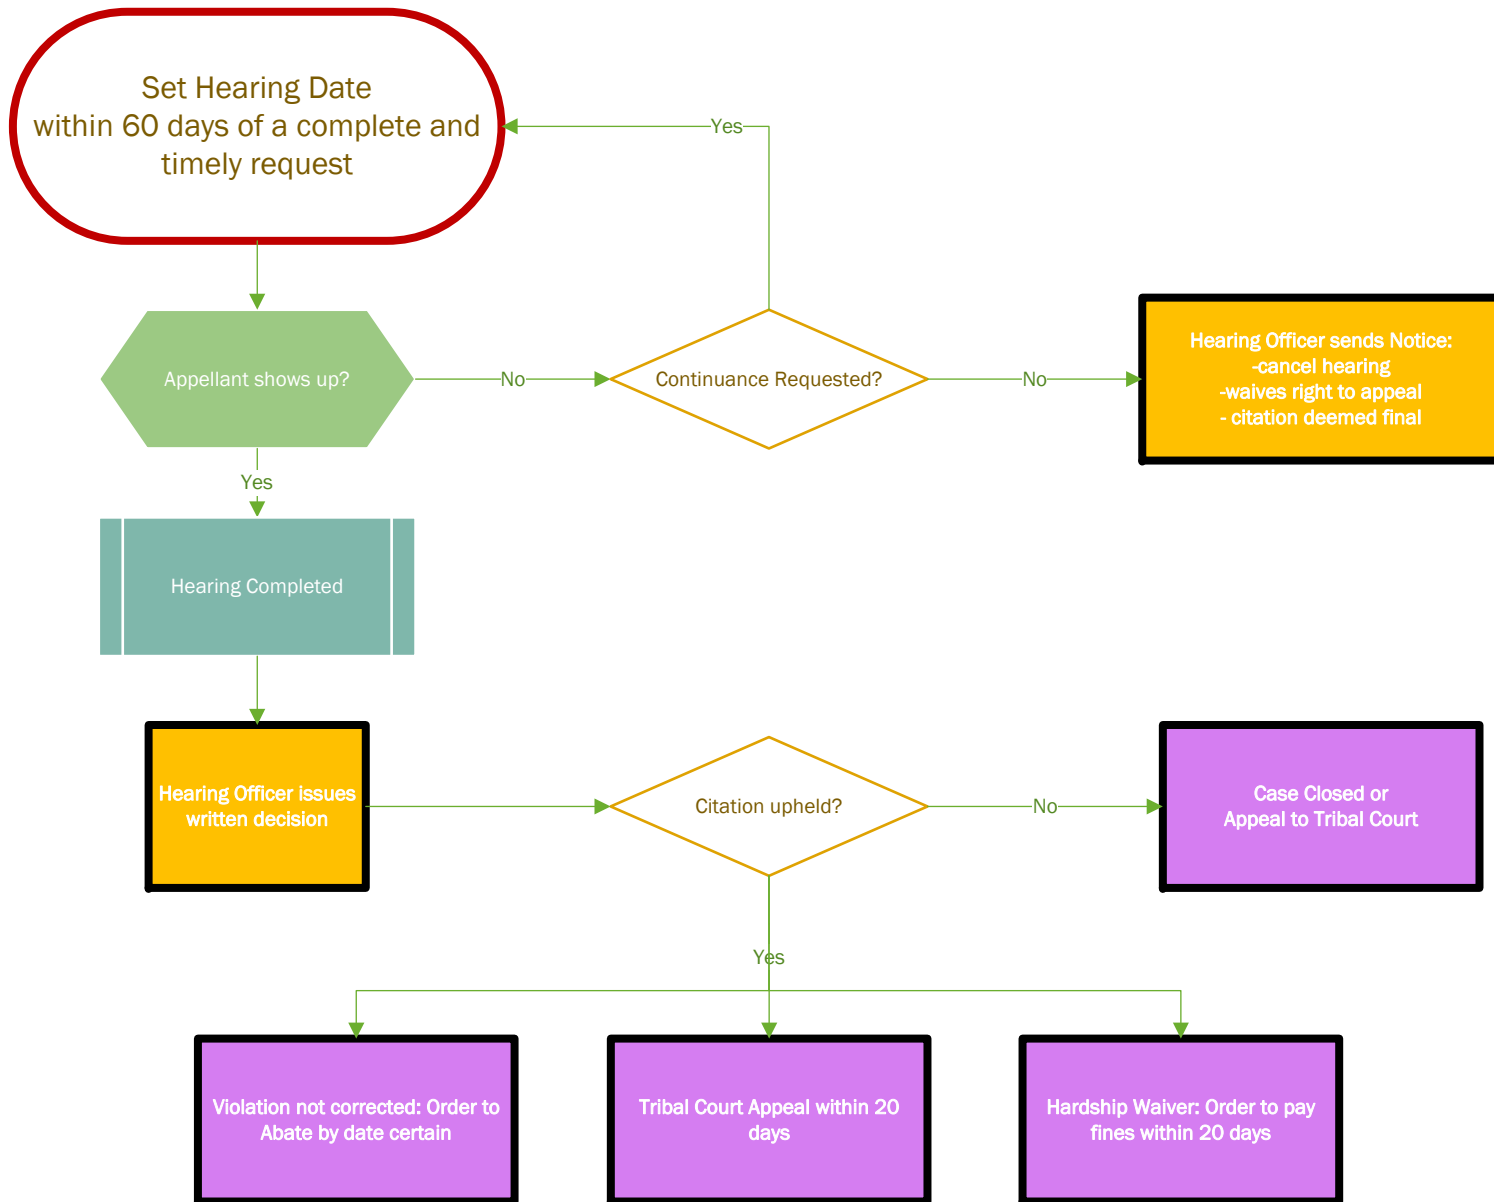 Set Hearing Date
within 60 days of a complete and
timely request
Yes
Appellant shows up?
No
Continuance Requested?
No
Hearing Officer sends Notice:
-cancel hearing
-waives right to appeal
- citation deemed final
Yes
Hearing Completed
Hearing Officer issues
written decision
Citation upheld?
No
Case Closed or
Appeal to Tribal Court
Yes
Violation not corrected: Order to
Abate by date certain
Tribal Court Appeal within 20
days
Hardship Waiver: Order to pay
fines within 20 days